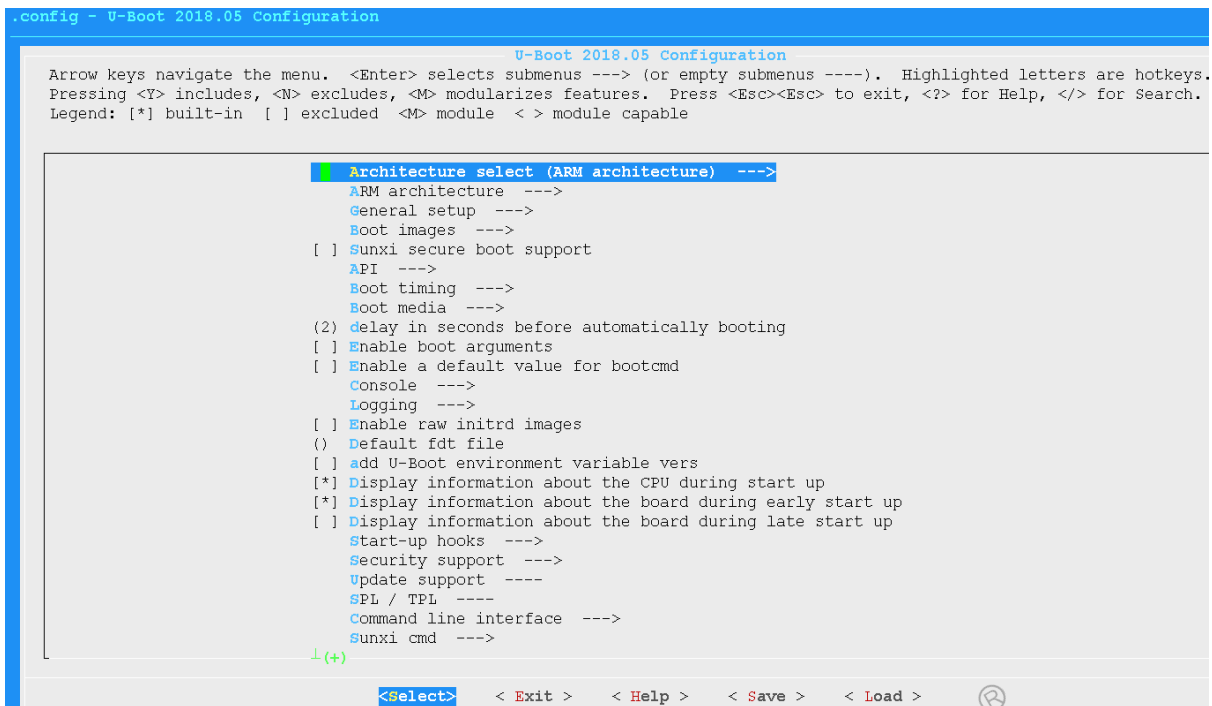 .config - U-Boot 2018.05 Configuration
U-Boot 2018.05 Configuration
Arrow keys navigate the menu.  <Enter> selects submenus ---> (or empty submenus ----).  Highlighted letters are hotkeys.
Pressing <Y> includes, <N> excludes, <M> modularizes features.  Press <Esc><Esc> to exit, <?> for Help, </> for Search.
Legend: [*] built-in  [ ] excluded  <M> module  < > module capable
Architecture select (ARM architecture)  --->
ARM architecture  --->
General setup  --->
Boot images  --->
[ ] Sunxi secure boot support
API  --->
Boot timing  --->
Boot media  --->
(2) delay in seconds before automatically booting
[ ] Enable boot arguments
[ ] Enable a default value for bootcmd
Console  --->
Logging  --->
[ ] Enable raw initrd images
()  Default fdt file
[ ] add U-Boot environment variable vers
[*] Display information about the CPU during start up
[*] Display information about the board during early start up
[ ] Display information about the board during late start up
Start-up hooks  --->
Security support  --->
Update support  ----
SPL / TPL  ----
Command line interface  --->
Sunxi cmd  --->
┴(+)
<Select>    < Exit >    < Help >    < Save >    < Load >